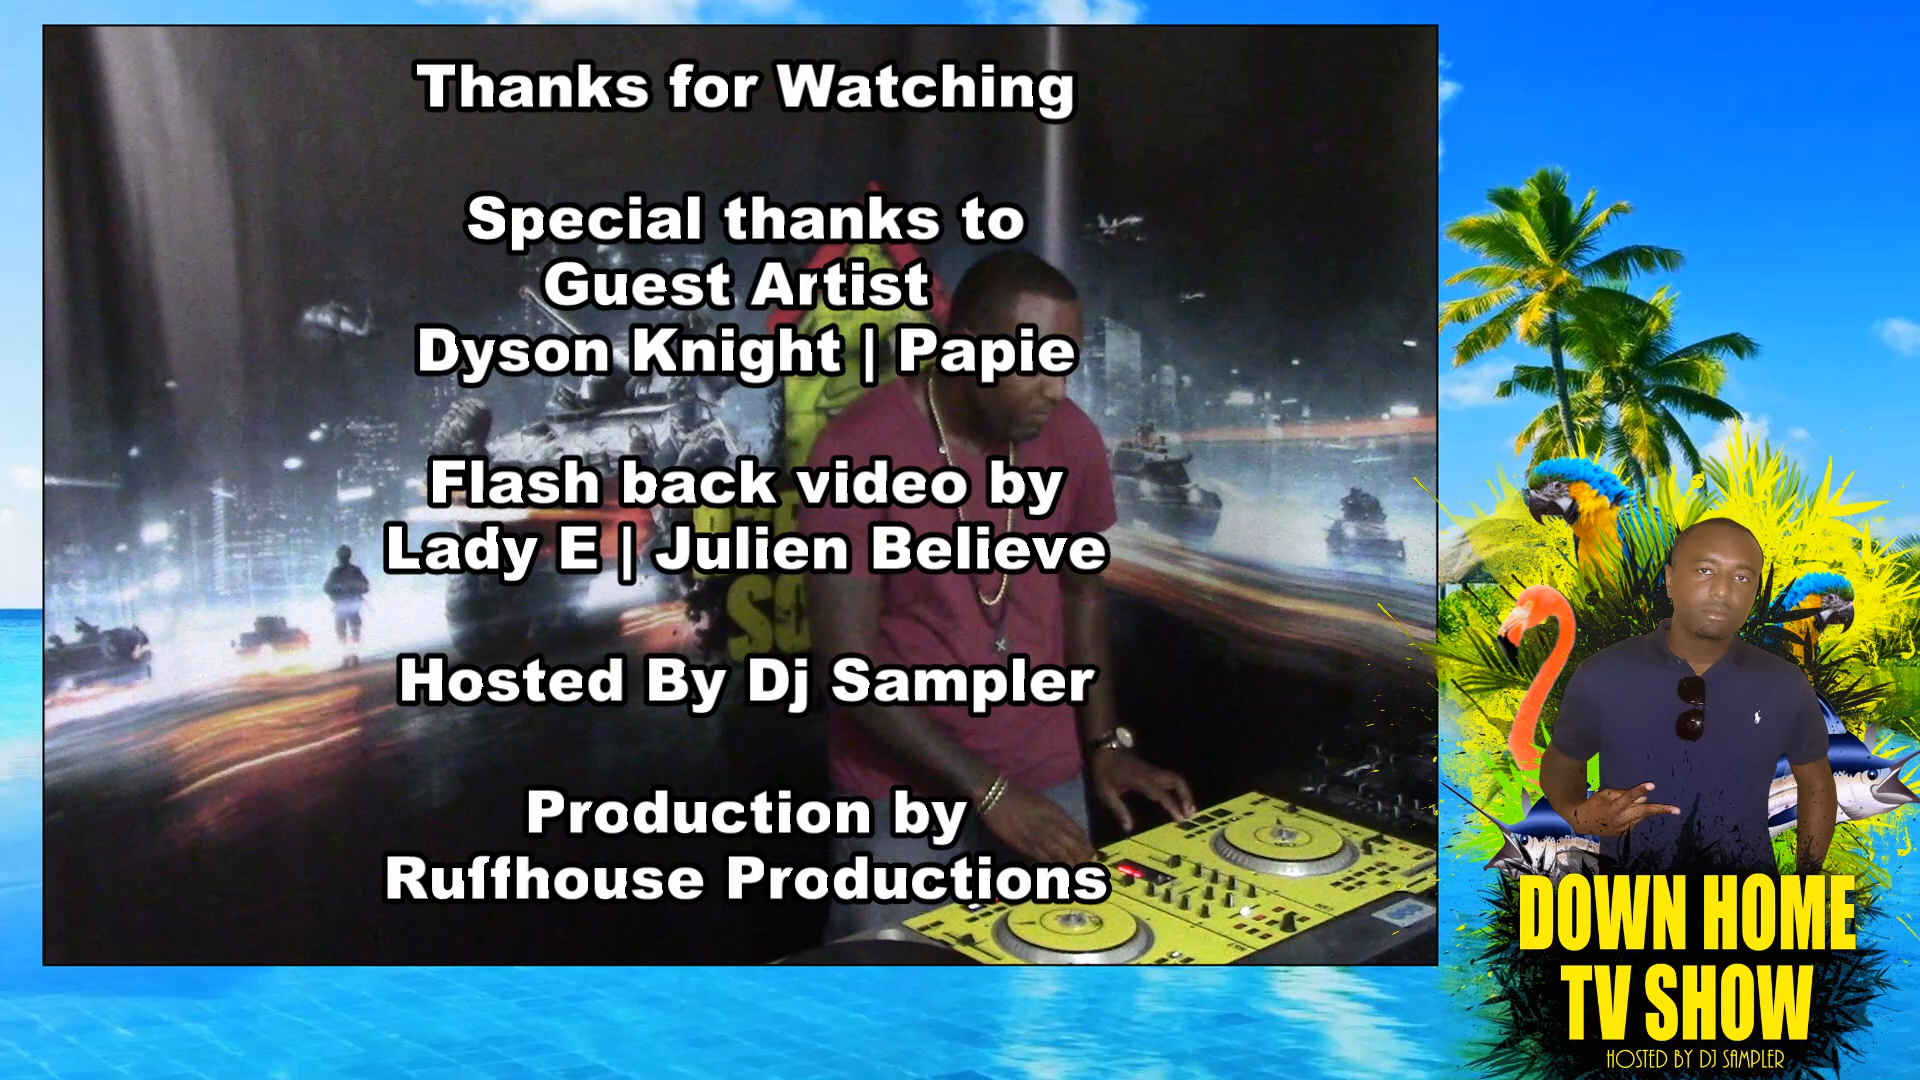 Thanks for Watching
Special thanks to
Guest Artist
Dyson Knight | Papie
Flash back video by
Lady E | Julien Believe
Hosted By Dj Sampler
Production by
Ruffhouse Productions
DOWN HOME
TV SHOW
HOSTED BY DJ SAMPLER